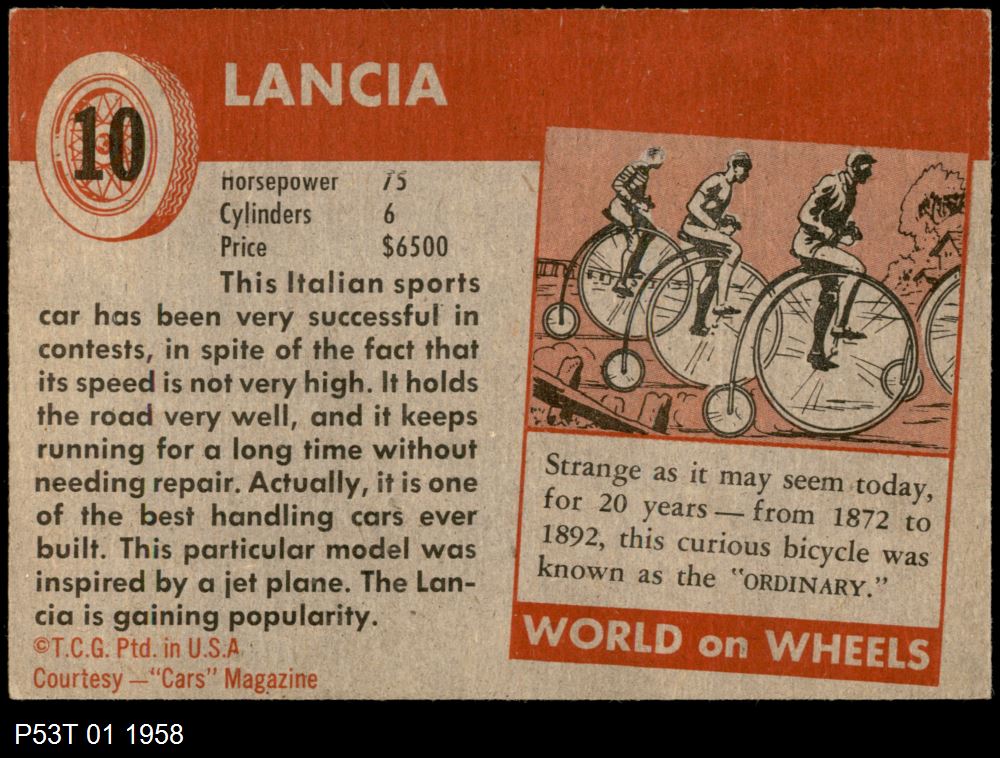 10
LANCIA
Horsepower 75
Cylinders 6
Price $6500
This Italian sports
car has been very successful in
contests, in spite of the fact that
its speed is not very high. It holds
the road very well, and it keeps
running for a long time without
needing repair. Actually, it is one
of the best handling cars ever
built. This particular model was
inspired by a jet plane. The Lan-
cia is gaining popularity.
©T.C.G. Ptd. in U.S.A.
Courtesy—"Cars" Magazine
Strange as it may seem today,
for 20 years — from 1872 to
1892, this curious bicycle was
known as the "ORDINARY."
WORLD on WHEELS
P53T 01 1958